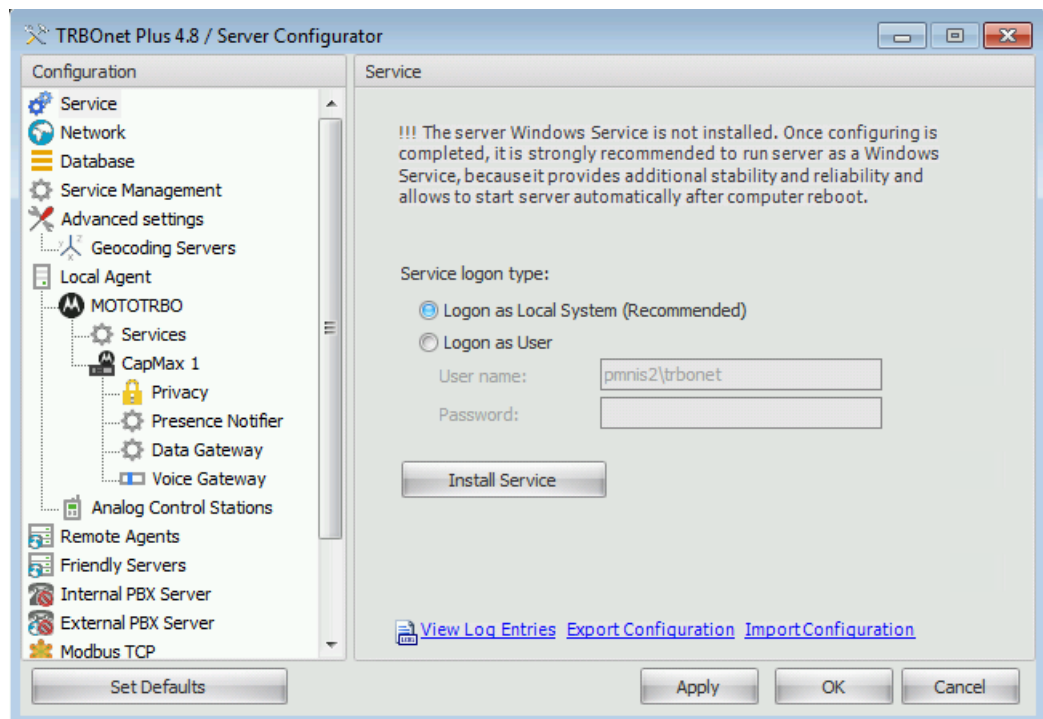 TRBOnet Plus 4.8 / Server Configurator
Configuration
Service
Network
Database
Service Management
Advanced settings
Geocoding Servers
Local Agent
MOTOTRBO
Services
CapMax 1
Privacy
Presence Notifier
Data Gateway
Voice Gateway
Analog Control Stations
Remote Agents
Friendly Servers
Internal PBX Server
External PBX Server
Modbus TCP
Set Defaults
Service
!!! The server Windows Service is not installed. Once configuring is
completed, it is strongly recommended to run server as a Windows
Service, because it provides additional stability and reliability and
allows to start server automatically after computer reboot.
Service logon type:
Logon as Local System (Recommended)
Logon as User
User name: pmnis2\trbonet
Password:
Install Service
View Log Entries Export Configuration Import Configuration
Apply OK Cancel